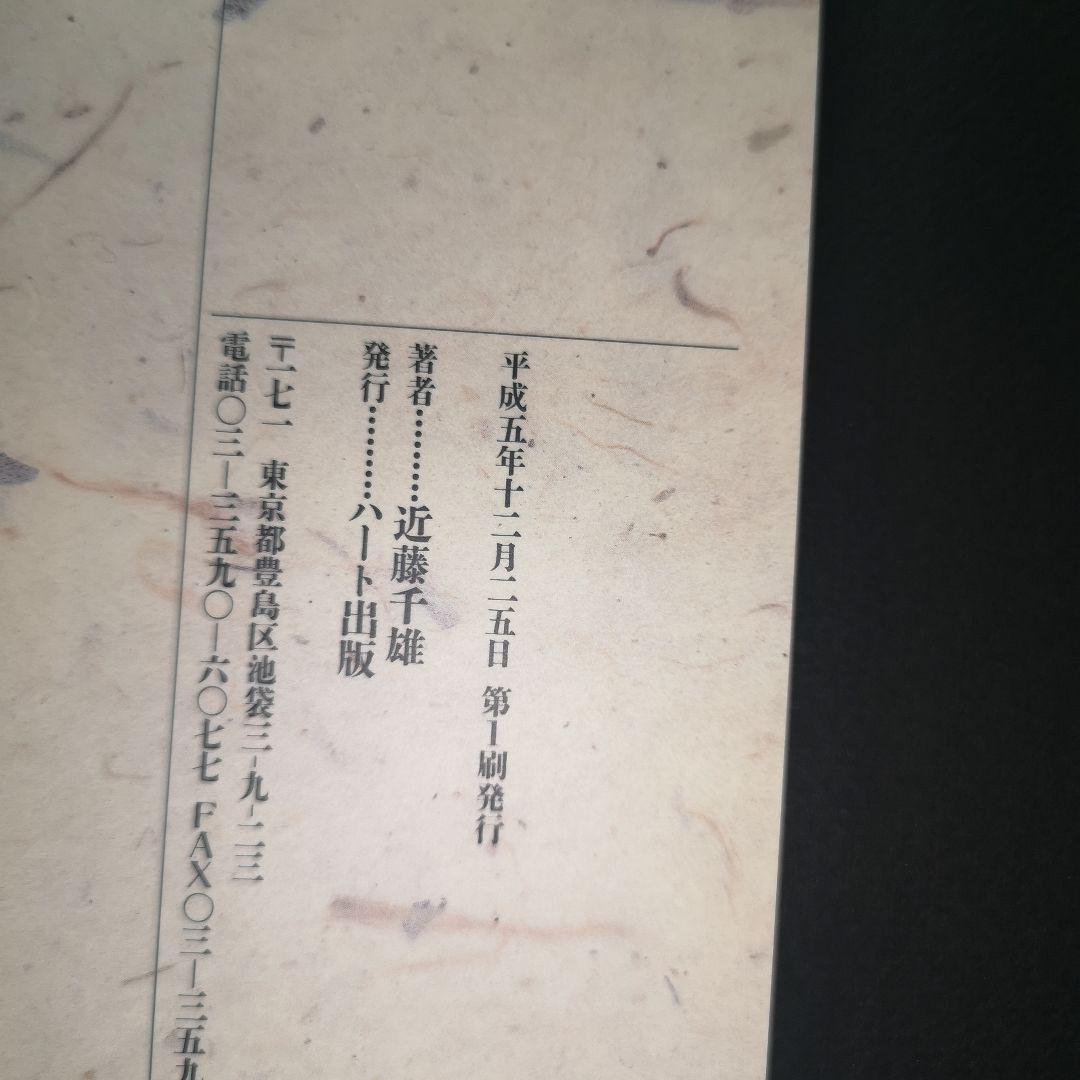 平成五年十二月二五日 第1刷発行
著者………近藤千雄
発行………ハート出版
〒一七一 東京都豊島区池袋三-九-二三
電話〇三―三五九〇―六〇七七 FAX〇三―三五九